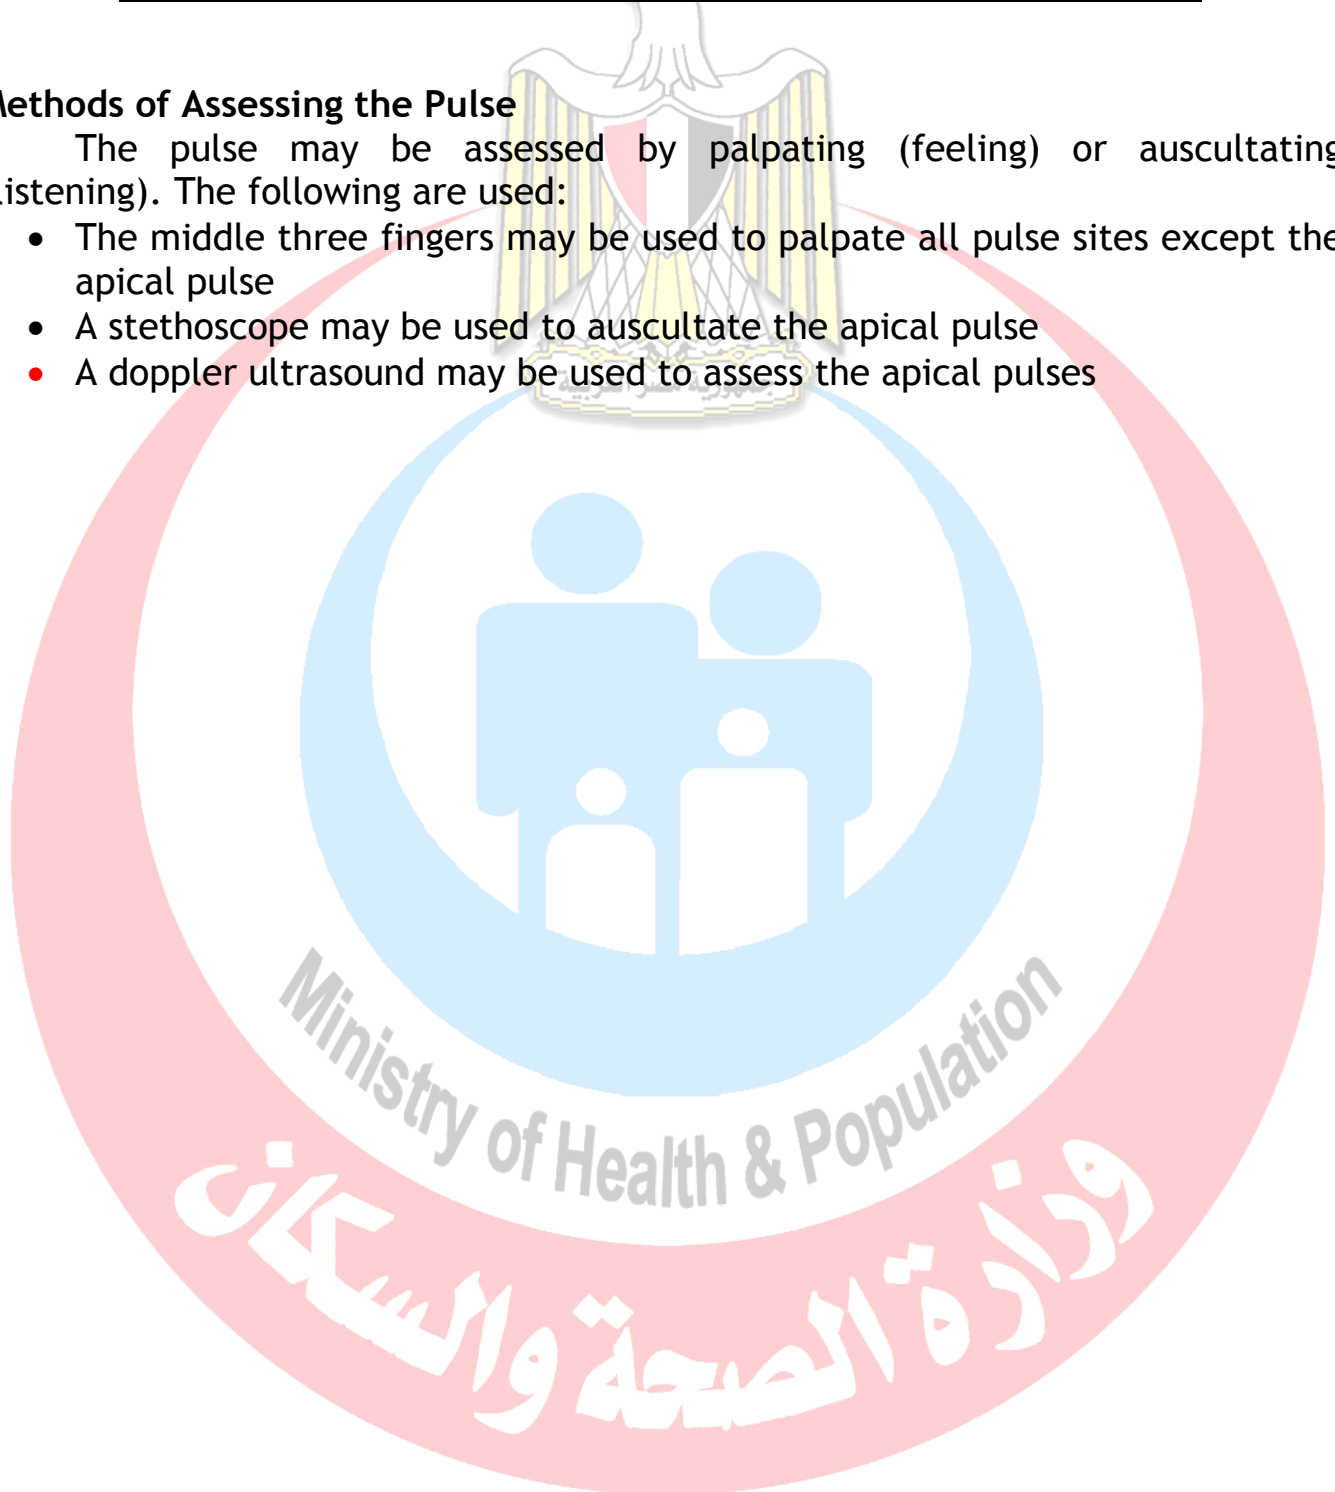 Methods of Assessing the Pulse
The pulse may be assessed by palpating (feeling) or auscultating
listening). The following are used:
• The middle three fingers may be used to palpate all pulse sites except the
apical pulse
• A stethoscope may be used to auscultate the apical pulse
• A doppler ultrasound may be used to assess the apical pulses
جمهورية مصر العربية
Ministry of Health & Population
وزارة الصحة والسكان